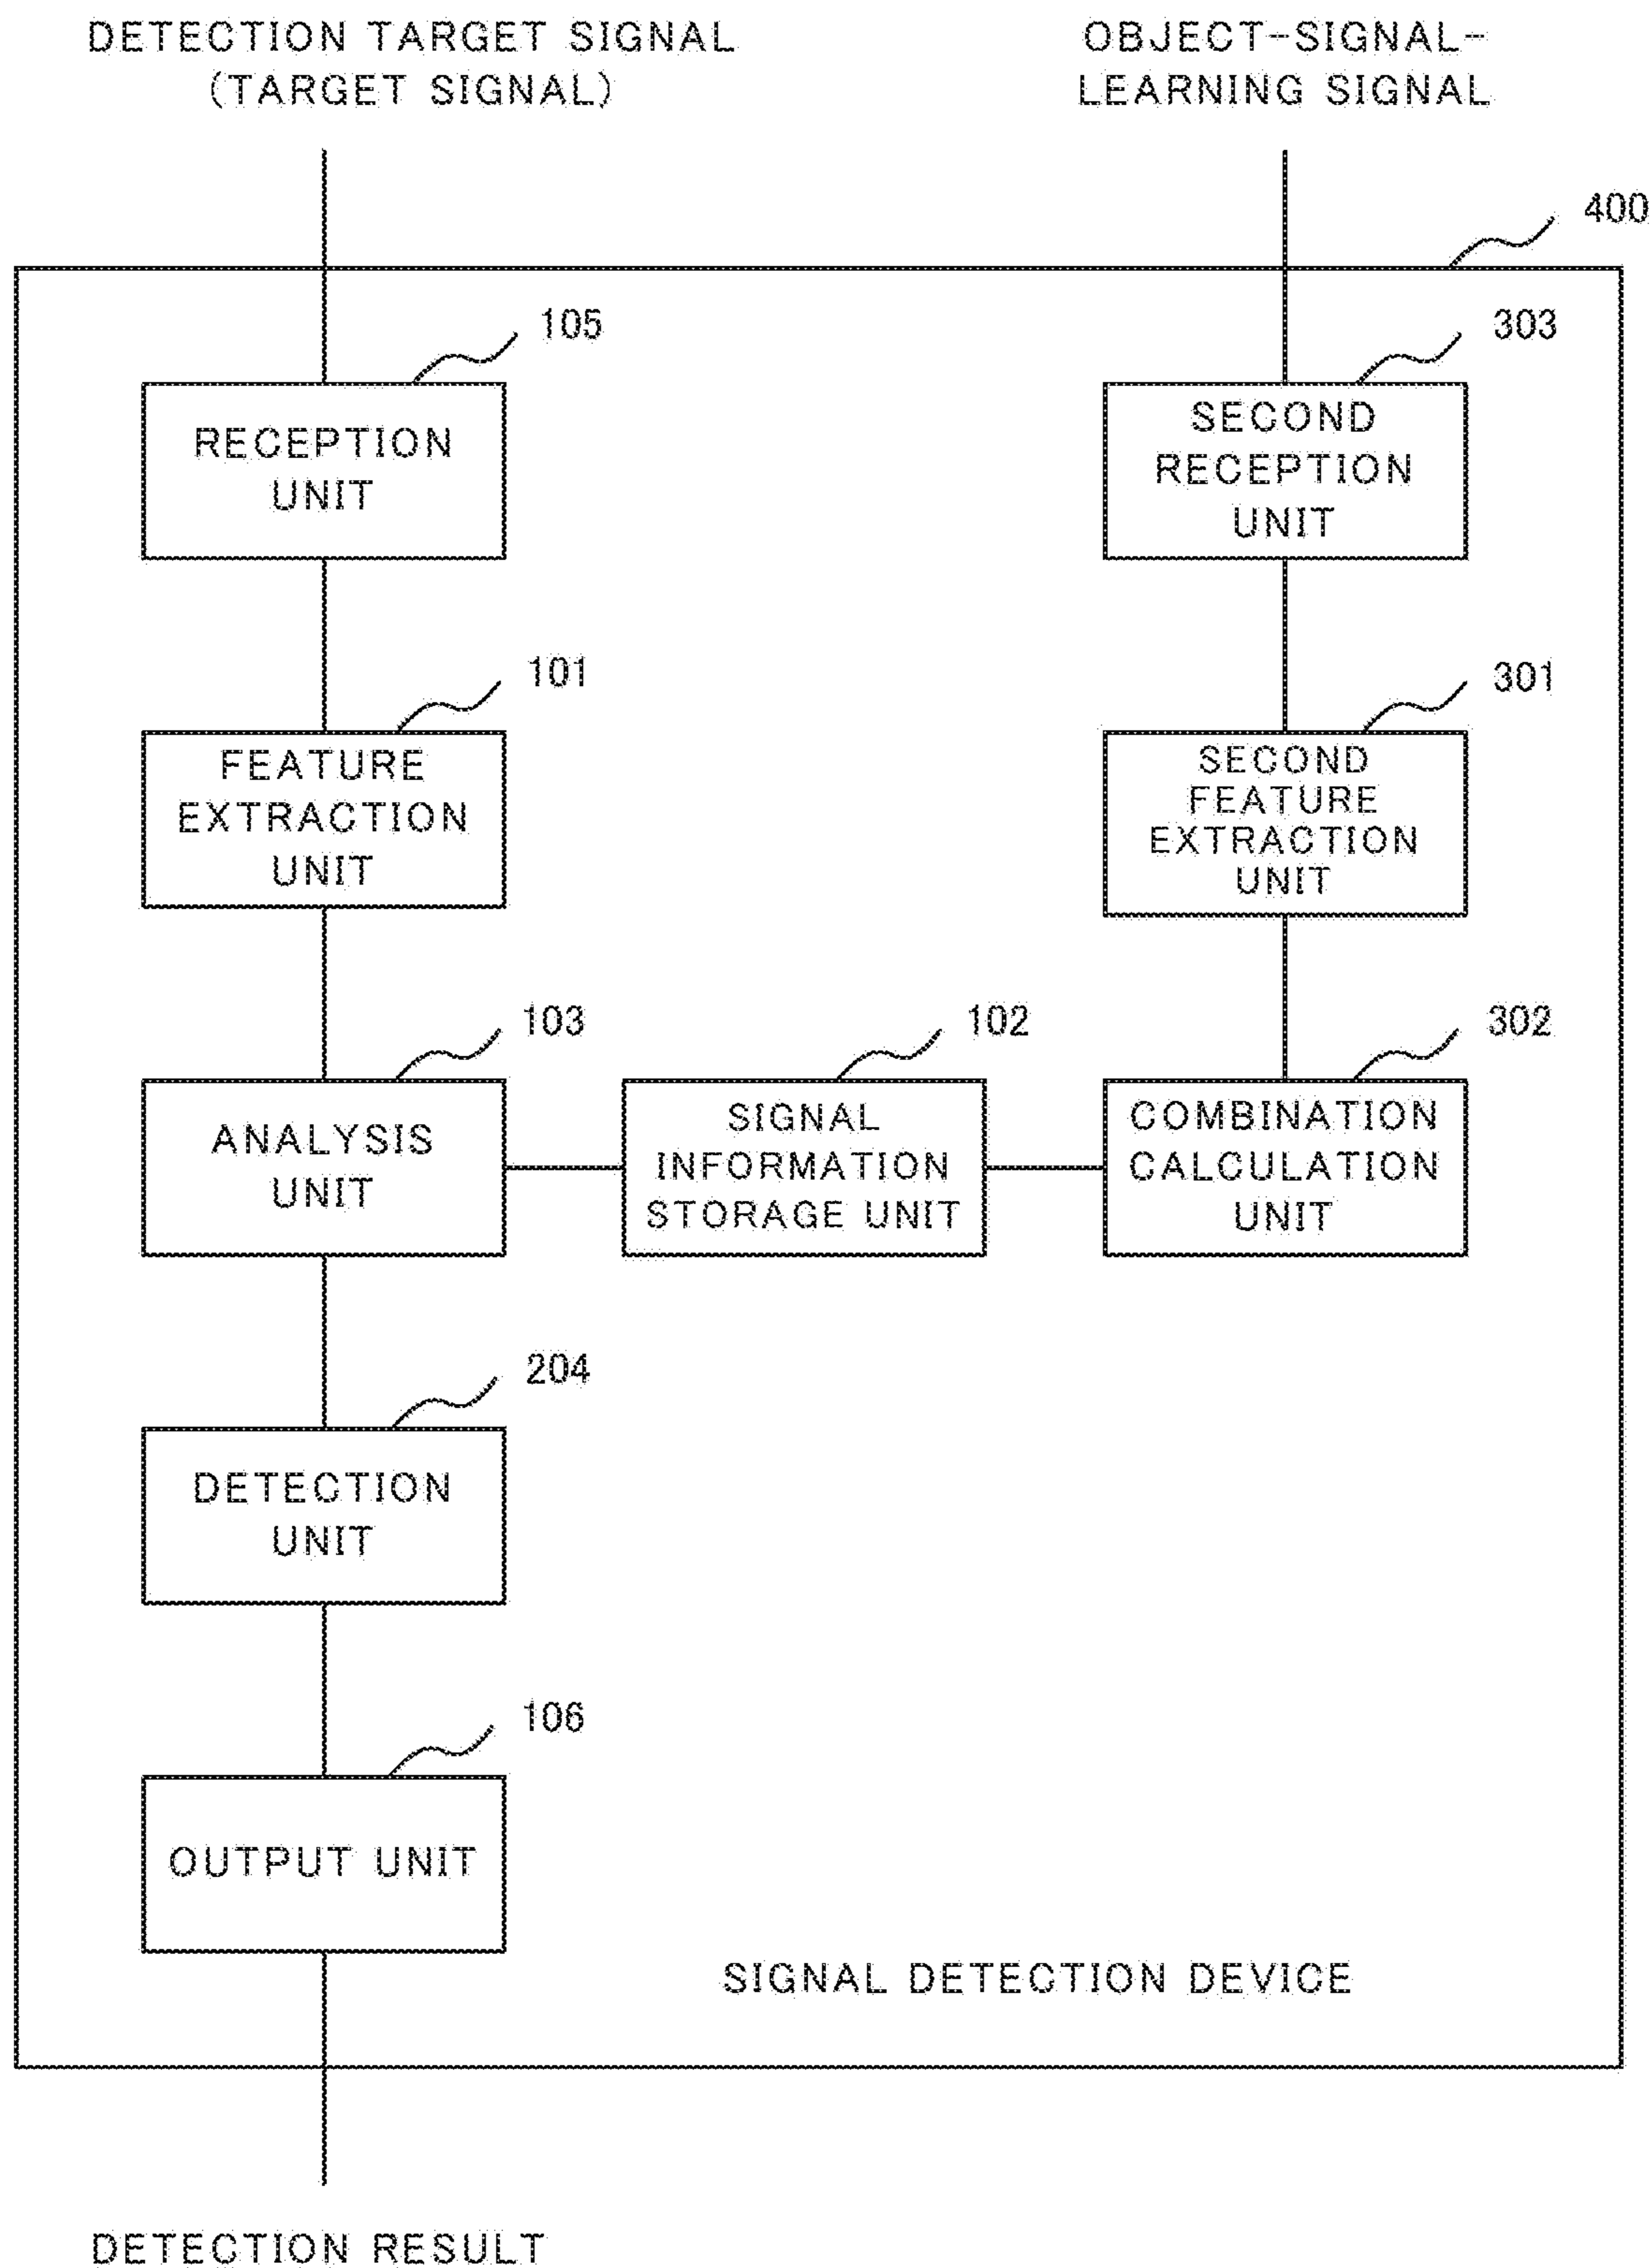 DETECTION TARGET SIGNAL
(TARGET SIGNAL)
OBJECT-SIGNAL-
LEARNING SIGNAL
400
105
RECEPTION
UNIT
303
SECOND
RECEPTION
UNIT
101
FEATURE
EXTRACTION
UNIT
301
SECOND
FEATURE
EXTRACTION
UNIT
103
ANALYSIS
UNIT
102
SIGNAL
INFORMATION
STORAGE UNIT
302
COMBINATION
CALCULATION
UNIT
204
DETECTION
UNIT
106
OUTPUT UNIT
SIGNAL DETECTION DEVICE
DETECTION RESULT